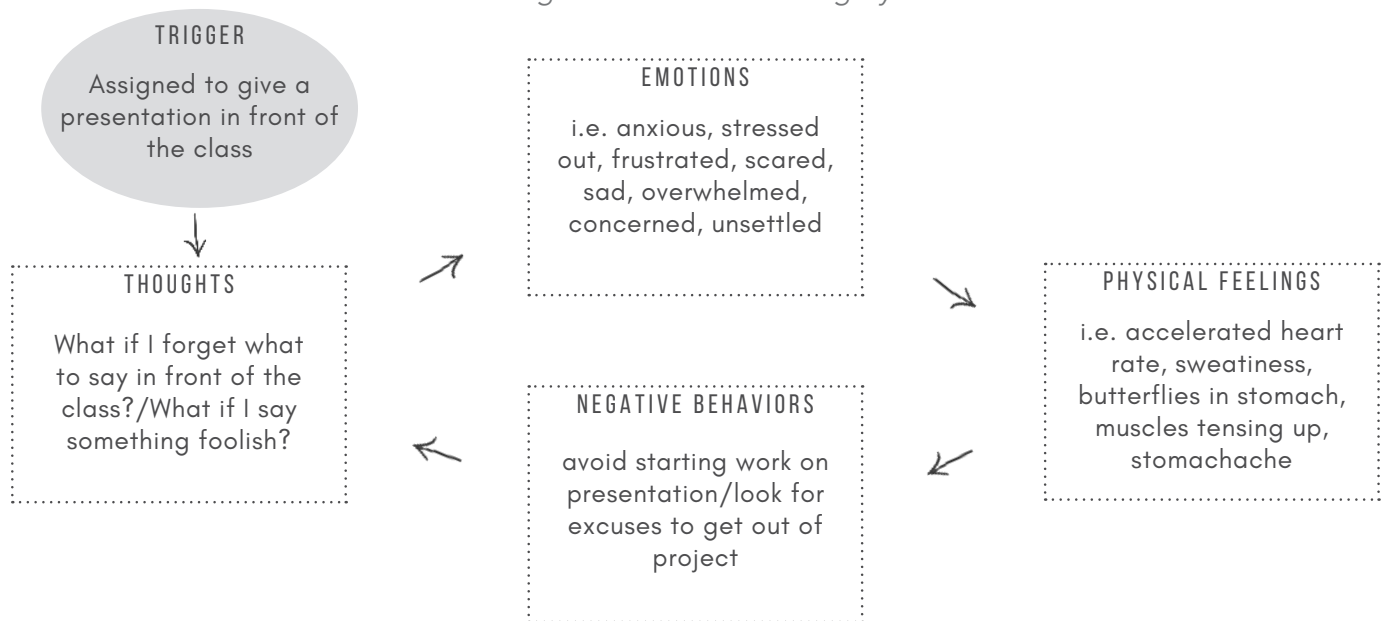 TRIGGER
Assigned to give a
presentation in front of
the class
THOUGHTS
What if I forget what
to say in front of the
class?/What if I say
something foolish?
EMOTIONS
i.e. anxious, stressed
out, frustrated, scared,
sad, overwhelmed,
concerned, unsettled
PHYSICAL FEELINGS
i.e. accelerated heart
rate, sweatiness,
butterflies in stomach,
muscles tensing up,
stomachache
NEGATIVE BEHAVIORS
avoid starting work on
presentation/look for
excuses to get out of
project